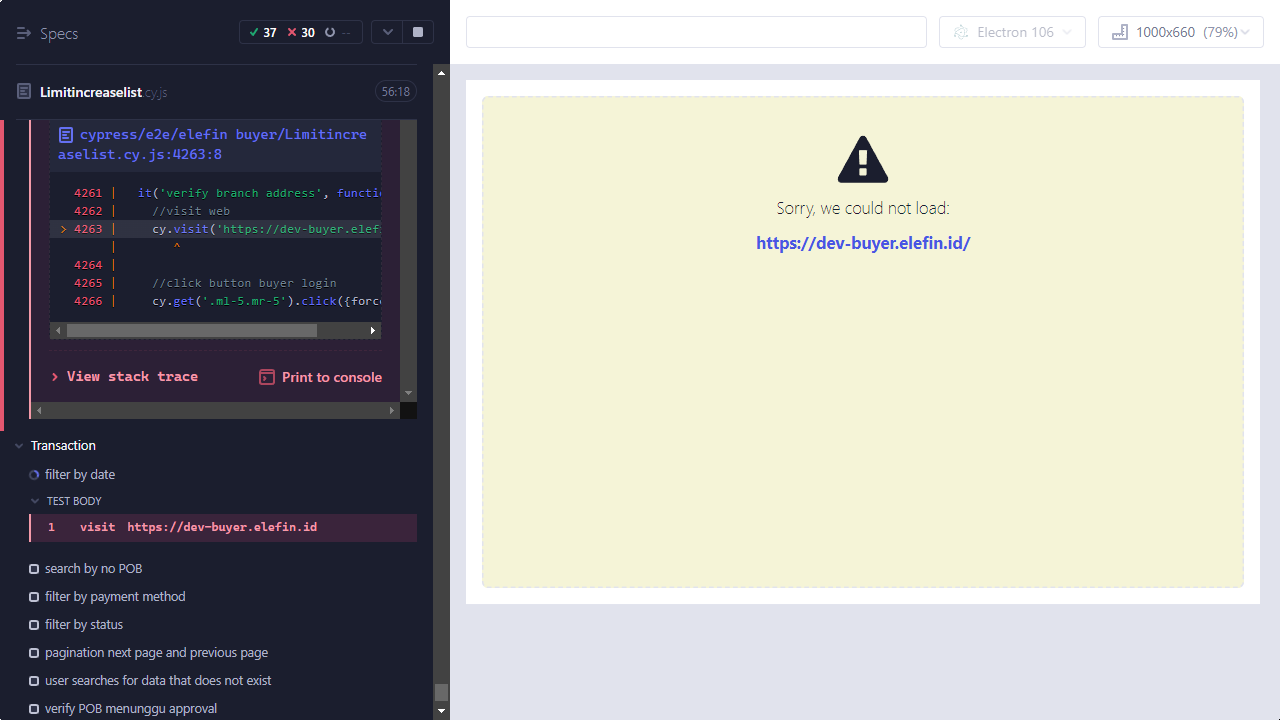 Specs
37 30 --
Electron 106
1000x660 (79%)
Limitincreaselist.cy.js
56:18
cypress/e2e/elefin buyer/Limitincre
aselist.cy.js:4263:8
4261 | it('verify branch address', functio
4262 | //visit web
> 4263 | cy.visit('https://dev-buyer.elef
| ^
4264 |
4265 | //click button buyer login
4266 | cy.get('.ml-5.mr-5').click({force
> View stack trace
Print to console
Transaction
filter by date
TEST BODY
1 visit https://dev-buyer.elefin.id
search by no POB
filter by payment method
filter by status
pagination next page and previous page
user searches for data that does not exist
verify POB menunggu approval
Sorry, we could not load:
https://dev-buyer.elefin.id/